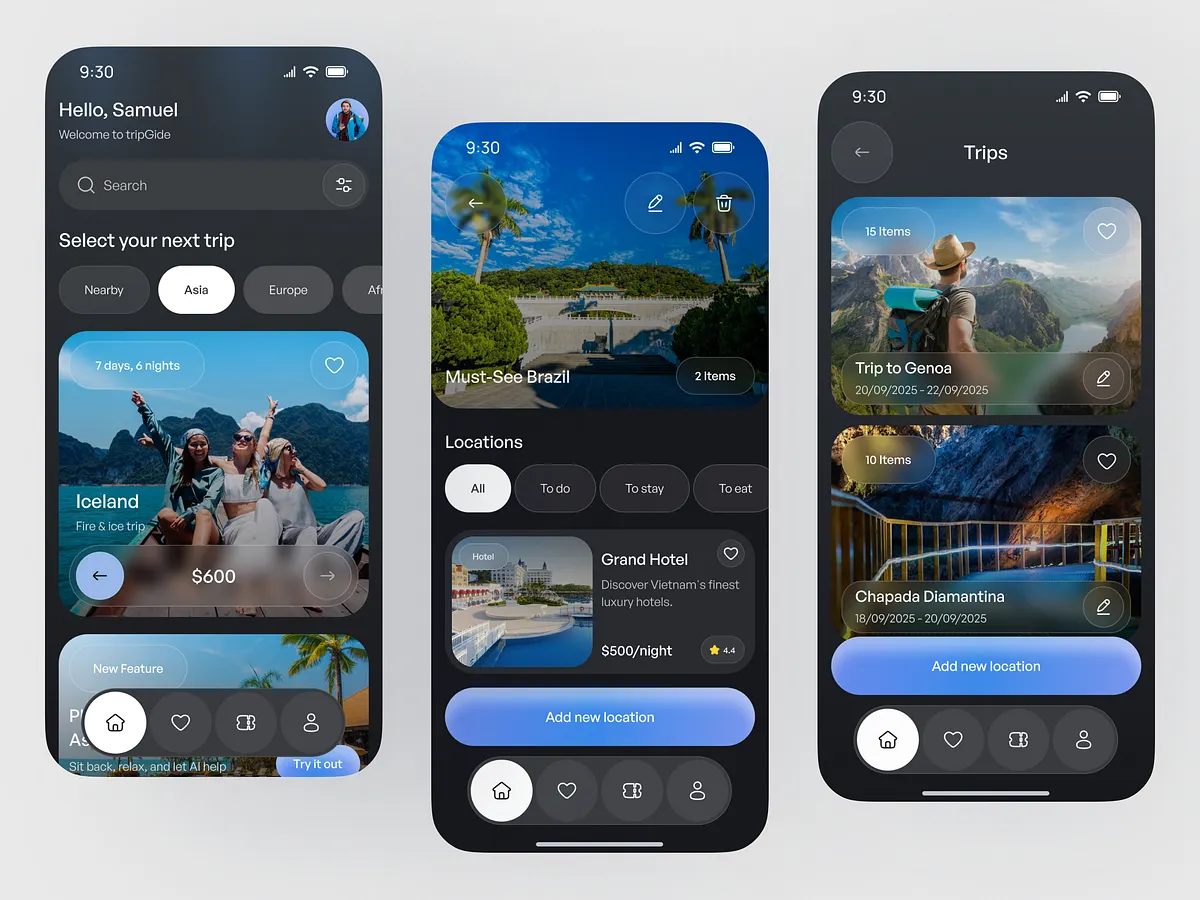 9:30
Hello, Samuel
Welcome to tripGide
Search
Select your next trip
Nearby
Asia
Europe
Afr
7 days, 6 nights
Iceland
Fire & ice trip
$600
New Feature
Sit back, relax, and let AI help
Try it out
9:30
Must-See Brazil
2 Items
Locations
All
To do
To stay
To eat
Hotel
Grand Hotel
Discover Vietnam's finest
luxury hotels.
$500/night
4.4
Add new location
9:30
Trips
15 Items
Trip to Genoa
20/09/2025 - 22/09/2025
10 Items
Chapada Diamantina
18/09/2025 - 20/09/2025
Add new location